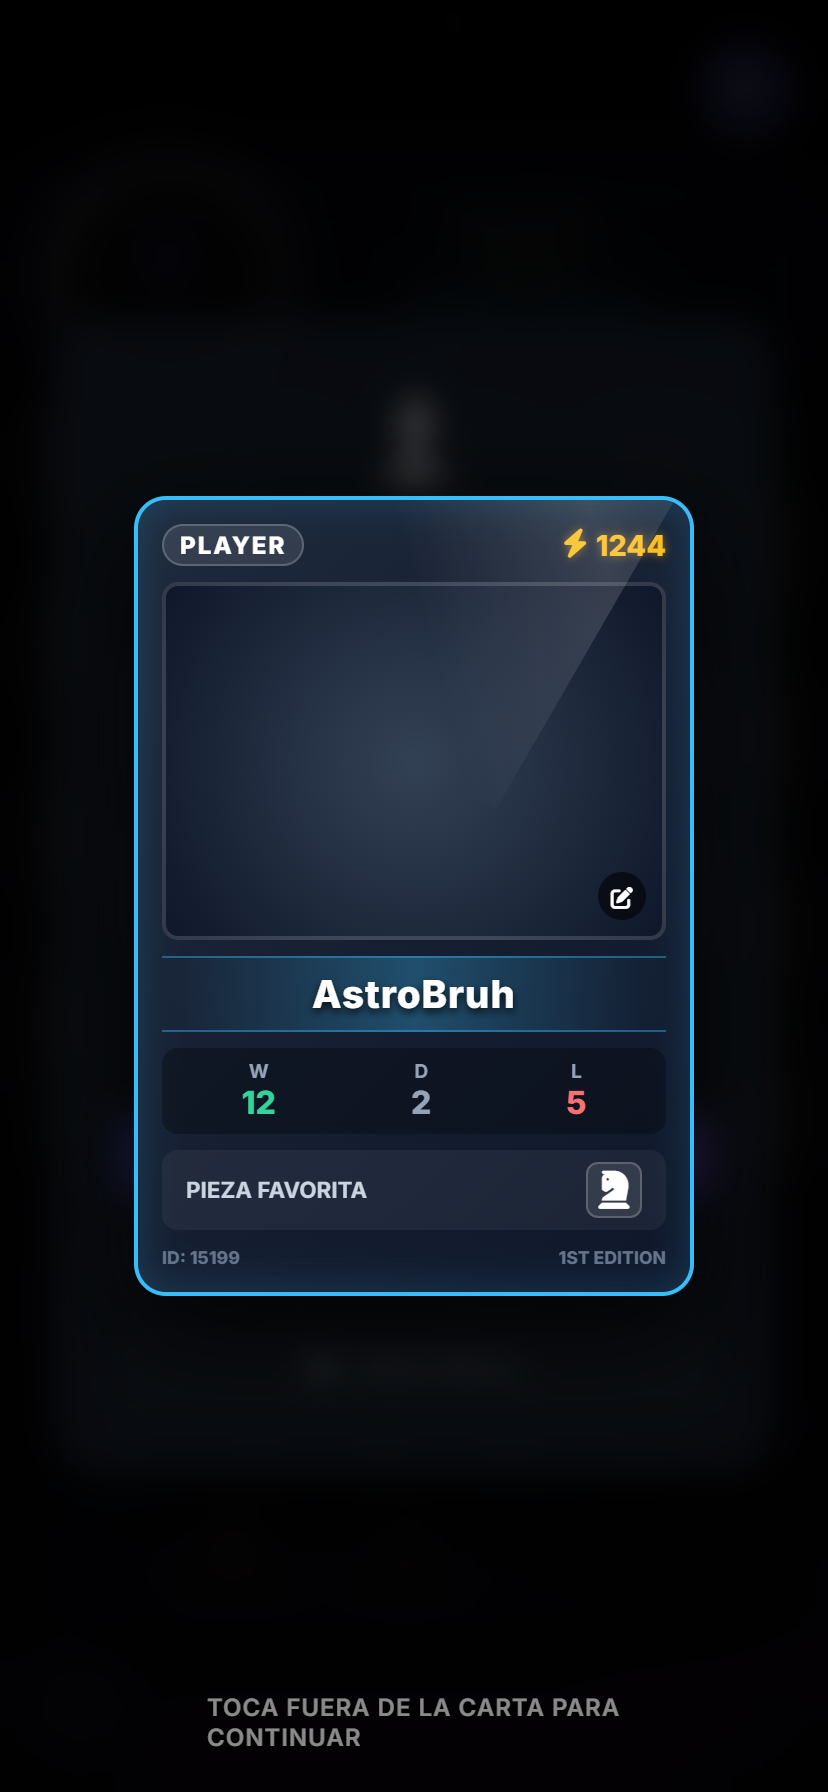 PLAYER
1244
AstroBruh
W D L
12 2 5
PIEZA FAVORITA
ID: 15199
1ST EDITION
TOCA FUERA DE LA CARTA PARA
CONTINUAR